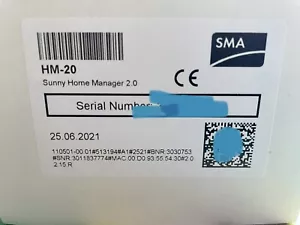 SMA
HM-20
Sunny Home Manager 2.0
CE
Serial Number:
25.06.2021
110501-00.01#513194#A1#2521#BNR:3030753
#SNR:3011837774#MAC:00.D0.93.55.54.30#2.0
2.15.R